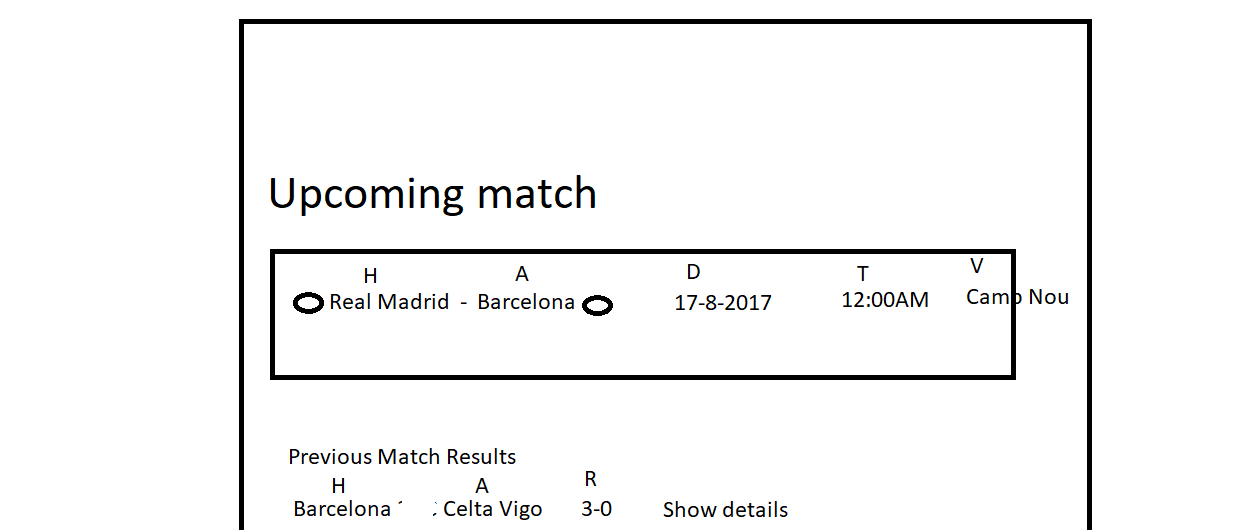 Upcoming match
H A D T V
Real Madrid - Barcelona 17-8-2017 12:00AM Camp Nou
Previous Match Results
H A R
Barcelona Celta Vigo 3-0 Show details